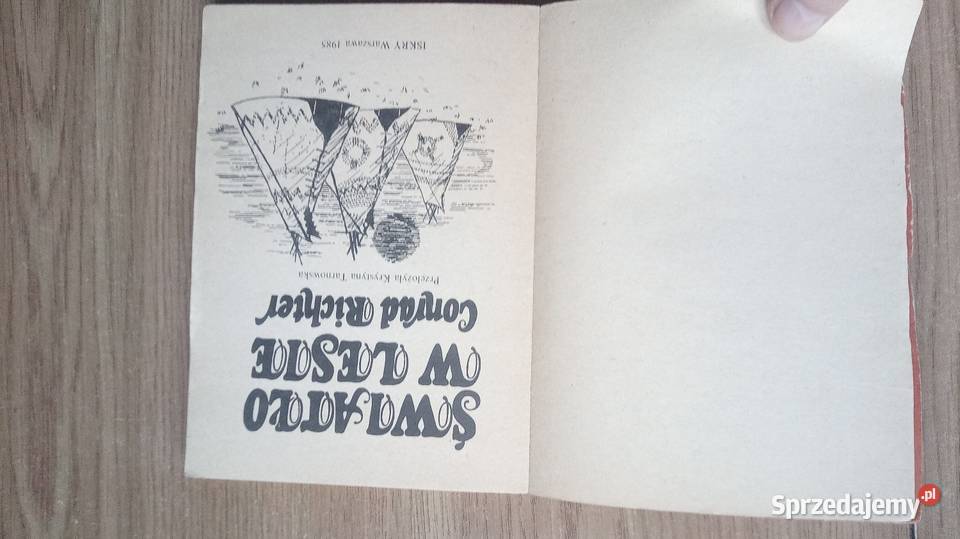 ŚWIATŁO
W LESIE
Conrad Richter
Przełożyła Krystyna Tarnowska
ISKRY Warszawa 1985
Sprzedajemy.pl